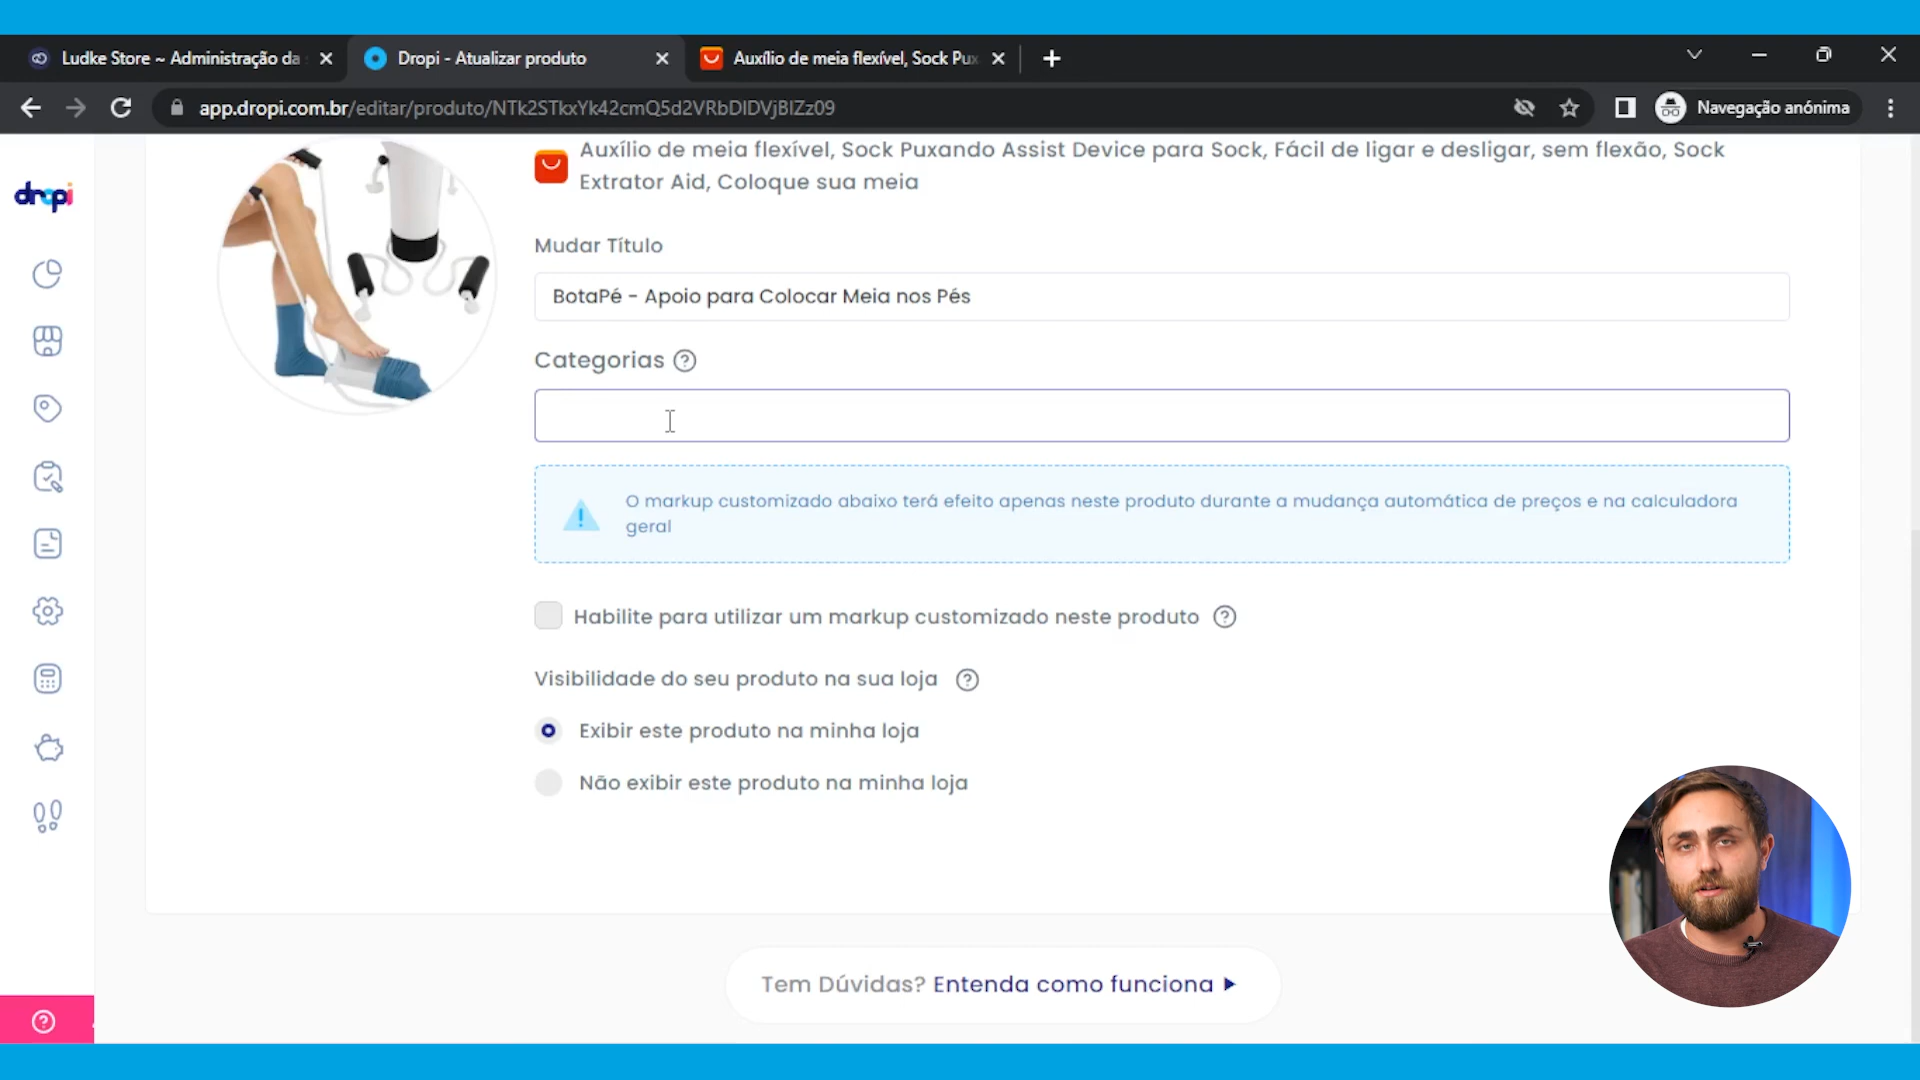 Ludke Store ~ Administração da
Dropi - Atualizar produto
Auxílio de meia flexível, Sock Pux
app.dropi.com.br/editar/produto/NTk2STkxYk42cmQ5d2VRbDlDVjBlZz09
Navegação anónima
dropi
Auxílio de meia flexível, Sock Puxando Assist Device para Sock, Fácil de ligar e desligar, sem flexão, Sock
Extrator Aid, Coloque sua meia
Mudar Título
BotaPé - Apoio para Colocar Meia nos Pés
Categorias ?
! O markup customizado abaixo terá efeito apenas neste produto durante a mudança automática de preços e na calculadora
geral
Habilite para utilizar um markup customizado neste produto ?
Visibilidade do seu produto na sua loja ?
Exibir este produto na minha loja
Não exibir este produto na minha loja
Tem Dúvidas? Entenda como funciona
?